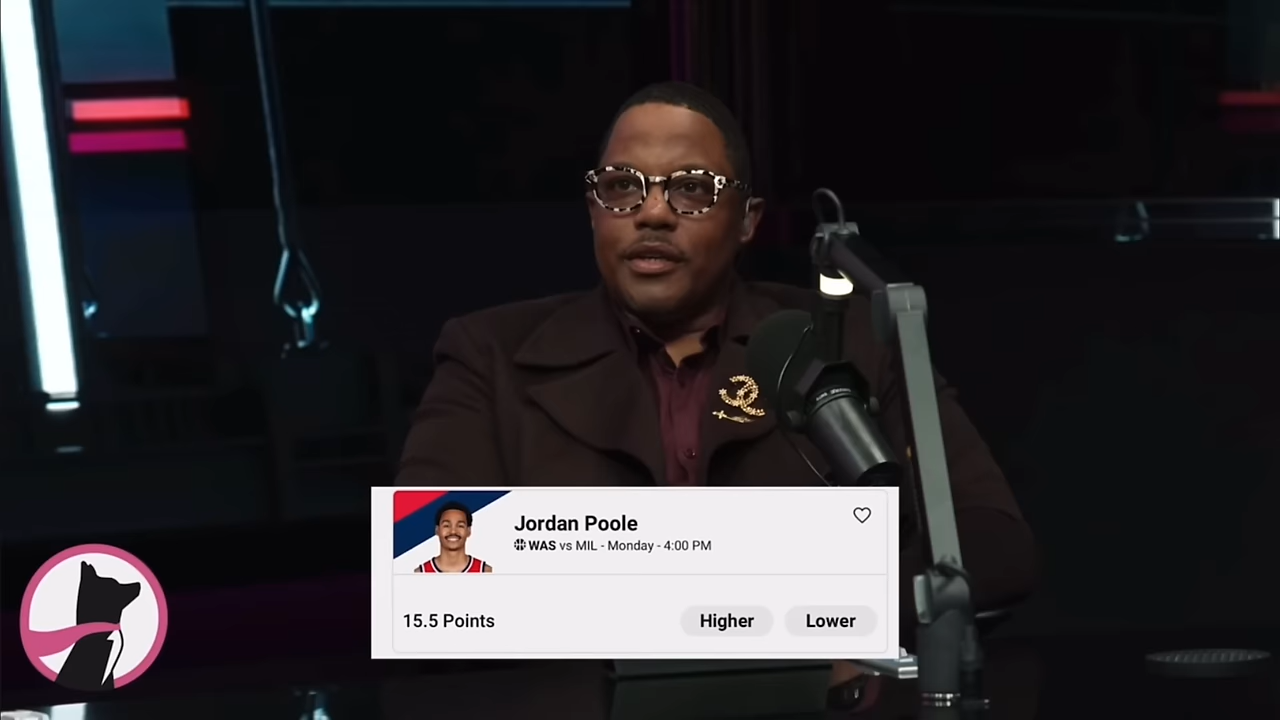 Jordan Poole
WAS vs MIL - Monday - 4:00 PM
15.5 Points
Higher
Lower